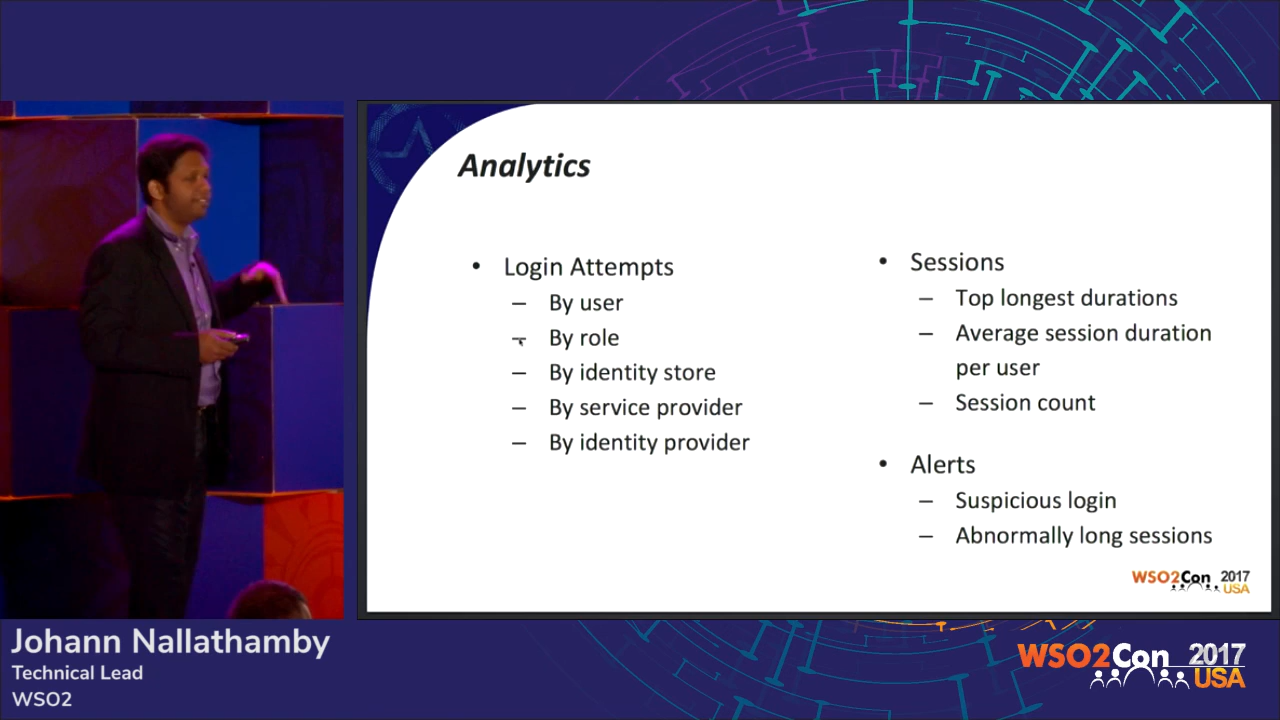 Analytics
• Login Attempts
– By user
– By role
– By identity store
– By service provider
– By identity provider
• Sessions
– Top longest durations
– Average session duration
per user
– Session count
• Alerts
– Suspicious login
– Abnormally long sessions
WSO2Con 2017
USA
Johann Nallathamby
Technical Lead
WSO2
WSO2Con 2017
USA